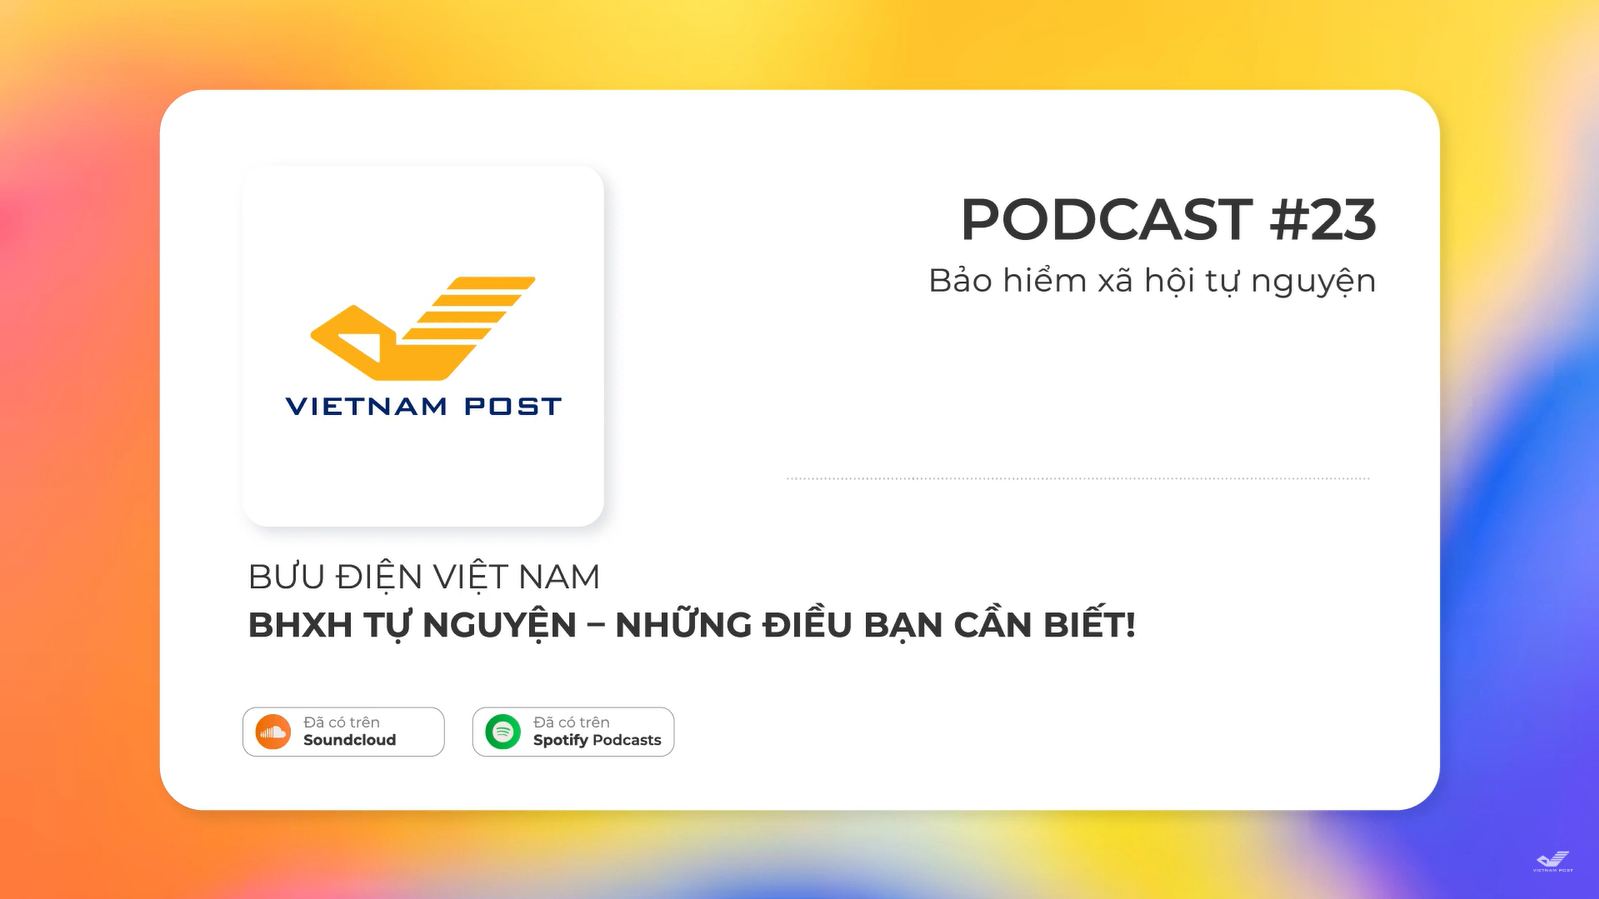 PODCAST #23
Bảo hiểm xã hội tự nguyện
VIETNAM POST
BƯU ĐIỆN VIỆT NAM
BHXH TỰ NGUYỆN – NHỮNG ĐIỀU BẠN CẦN BIẾT!
Đã có trên
Soundcloud
Đã có trên
Spotify Podcasts
VIETNAM POST